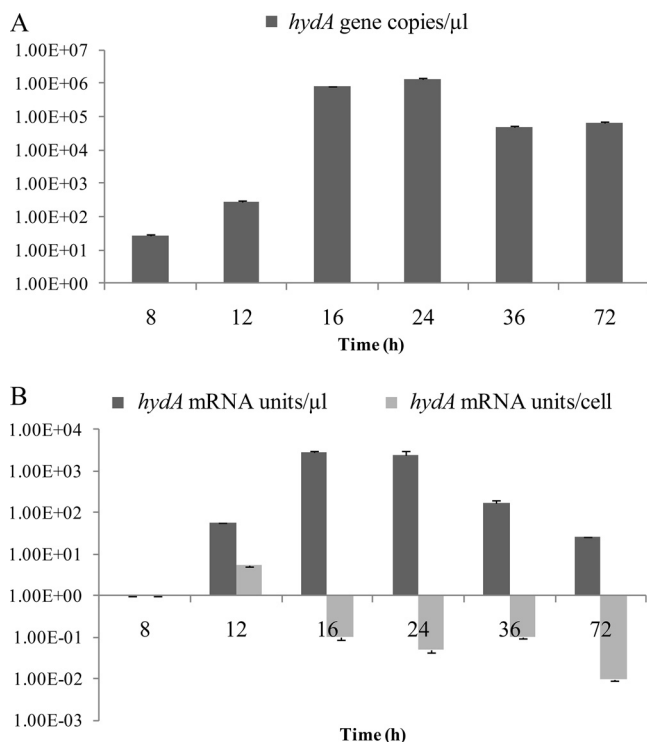 A
hydA gene copies/µl
1.00E+07
1.00E+06
1.00E+05
1.00E+04
1.00E+03
1.00E+02
1.00E+01
1.00E+00
8 12 16 24 36 72
Time (h)
B
hydA mRNA units/µl hydA mRNA units/cell
1.00E+04
1.00E+03
1.00E+02
1.00E+01
1.00E+00
8 12 16 24 36 72
1.00E-01
1.00E-02
1.00E-03
Time (h)